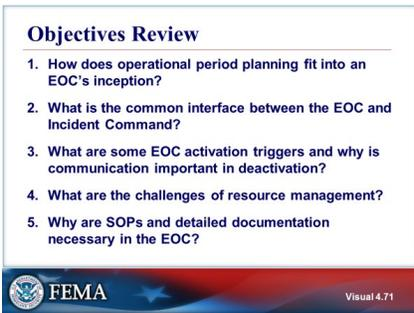 Objectives Review
1. How does operational period planning fit into an
EOC's inception?
2. What is the common interface between the EOC and
Incident Command?
3. What are some EOC activation triggers and why is
communication important in deactivation?
4. What are the challenges of resource management?
5. Why are SOPs and detailed documentation
necessary in the EOC?
FEMA
Visual 4.71